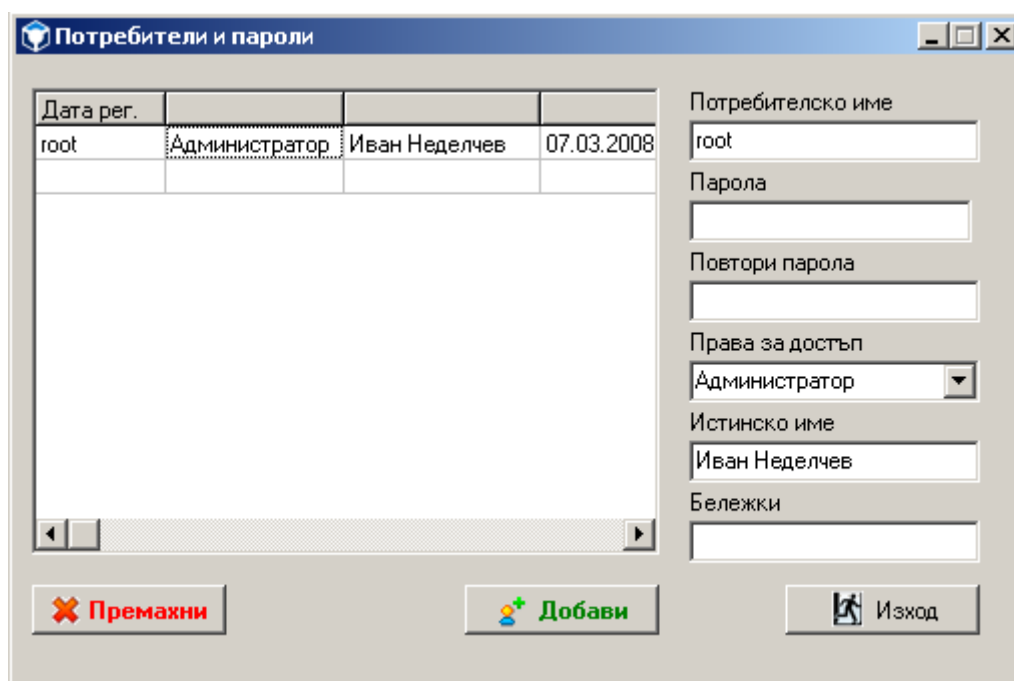 Потребители и пароли
Дата рег.
root Администратор Иван Неделчев 07.03.2008
Потребителско име
root
Парола
Повтори парола
Права за достъп
Администратор
Истинско име
Иван Неделчев
Бележки
Премахни
Добави
Изход